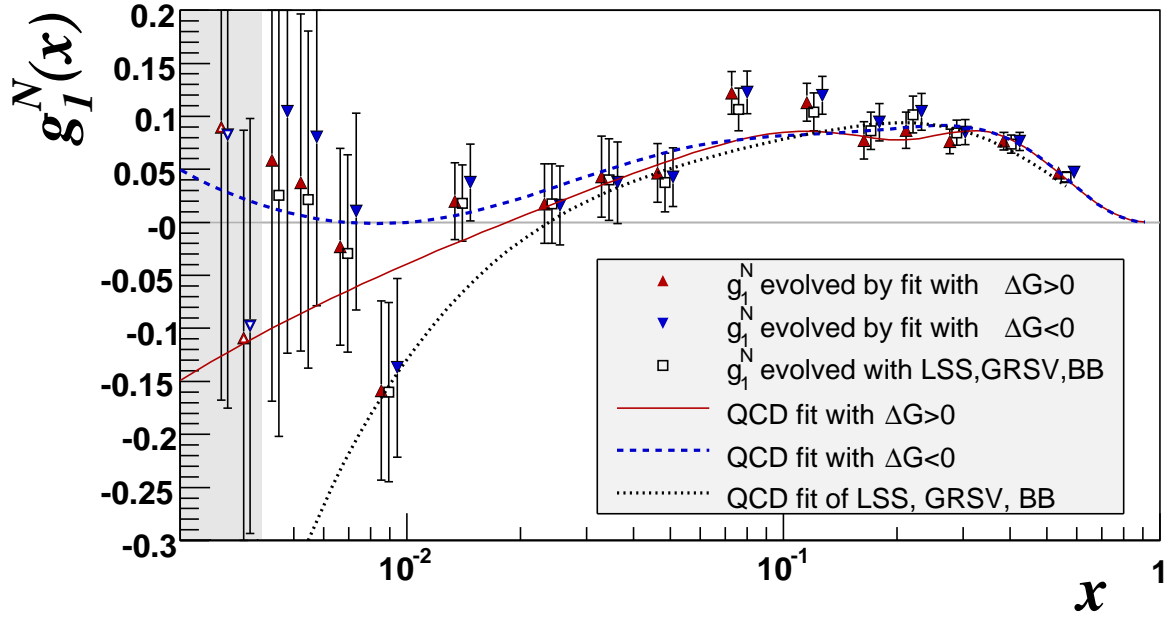 g₁ᴺ(x)
0.2
0.15
0.1
0.05
-0
-0.05
-0.1
-0.15
-0.2
-0.25
-0.3
g₁ᴺ evolved by fit with ΔG>0
g₁ᴺ evolved by fit with ΔG<0
g₁ᴺ evolved with LSS,GRSV,BB
QCD fit with ΔG>0
QCD fit with ΔG<0
QCD fit of LSS, GRSV, BB
10⁻²
10⁻¹
1
x